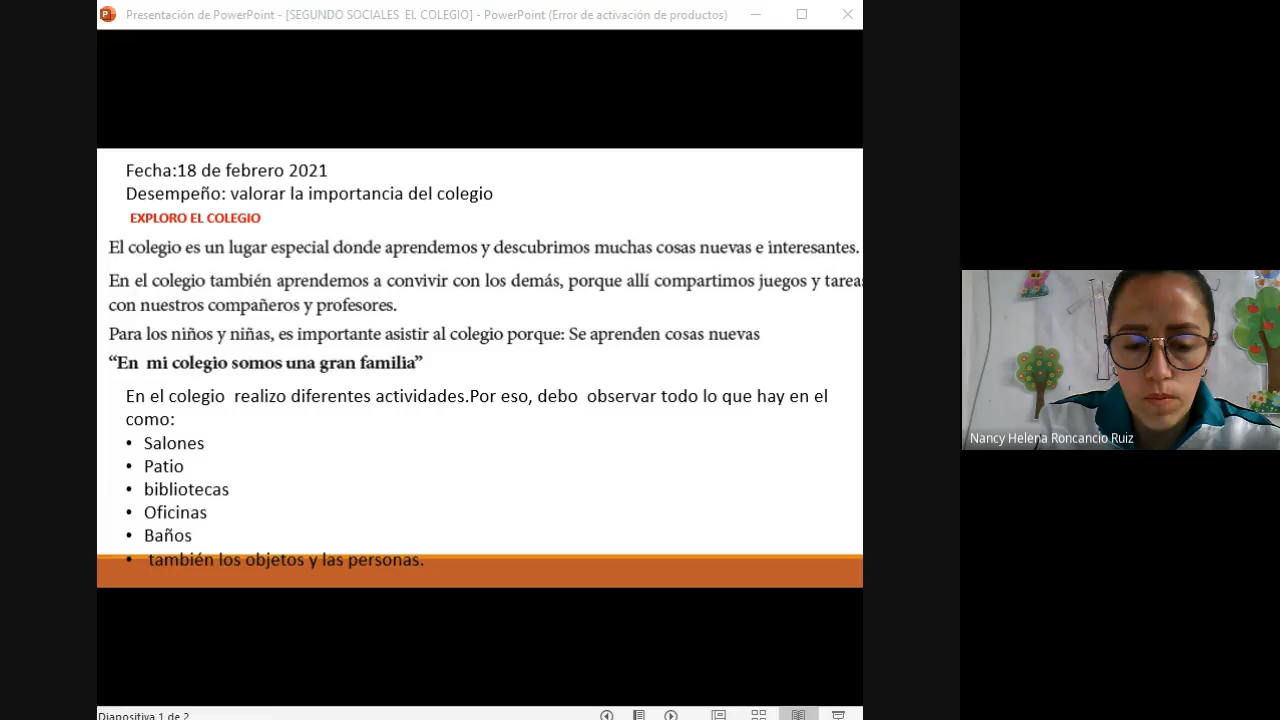 Presentación de PowerPoint - [SEGUNDO SOCIALES EL COLEGIO] - PowerPoint (Error de activación de productos)
Fecha:18 de febrero 2021
Desempeño: valorar la importancia del colegio
EXPLORO EL COLEGIO
El colegio es un lugar especial donde aprendemos y descubrimos muchas cosas nuevas e interesantes.
En el colegio también aprendemos a convivir con los demás, porque allí compartimos juegos y tareas
con nuestros compañeros y profesores.
Para los niños y niñas, es importante asistir al colegio porque: Se aprenden cosas nuevas
“En mi colegio somos una gran familia”
En el colegio realizo diferentes actividades.Por eso, debo observar todo lo que hay en el
como:
• Salones
• Patio
• bibliotecas
• Oficinas
• Baños
• también los objetos y las personas.
Nancy Helena Roncancio Ruiz
Diapositiva 1 de 2